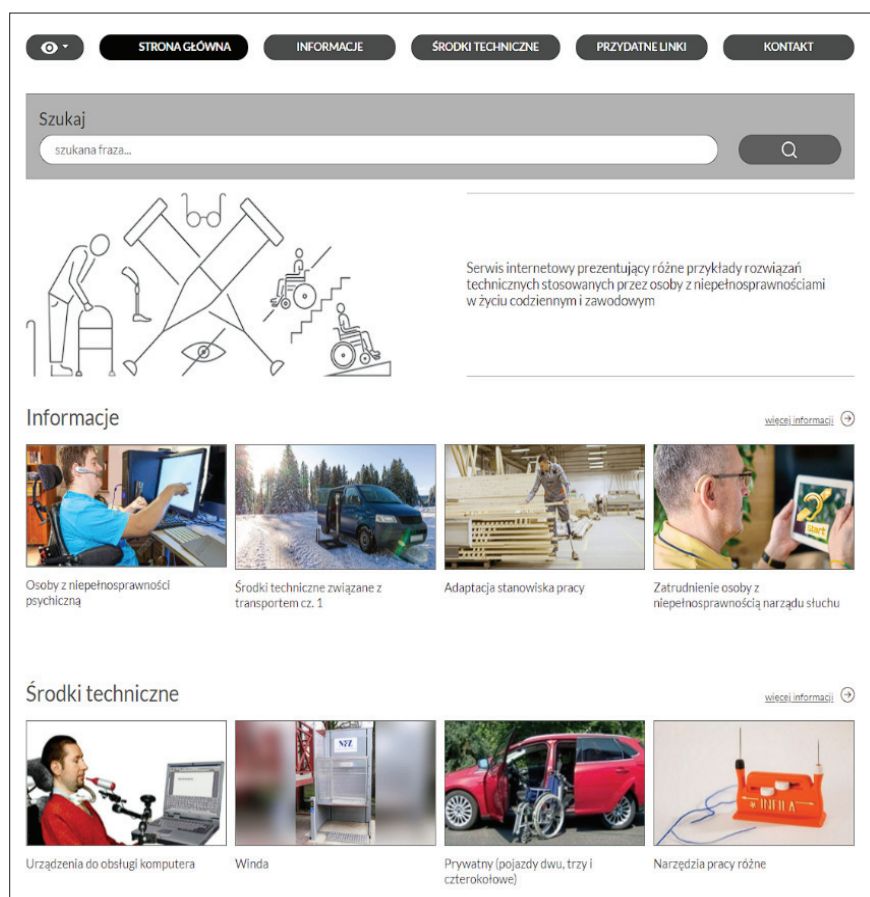 STRONA GŁÓWNA
INFORMACJE
ŚRODKI TECHNICZNE
PRZYDATNE LINKI
KONTAKT
Szukaj
szukana fraza...
Serwis internetowy prezentujący różne przykłady rozwiązań
technicznych stosowanych przez osoby z niepełnosprawnościami
w życiu codziennym i zawodowym
Informacje
więcej informacji
start
Osoby z niepełnosprawności
psychiczną
Środki techniczne związane z
transportem cz. 1
Adaptacja stanowiska pracy
Zatrudnienie osoby z
niepełnosprawnością narządu słuchu
Środki techniczne
więcej informacji
NFZ
INFILA
Urządzenia do obsługi komputera
Winda
Prywatny (pojazdy dwu, trzy i
czterokołowe)
Narzędzia pracy różne